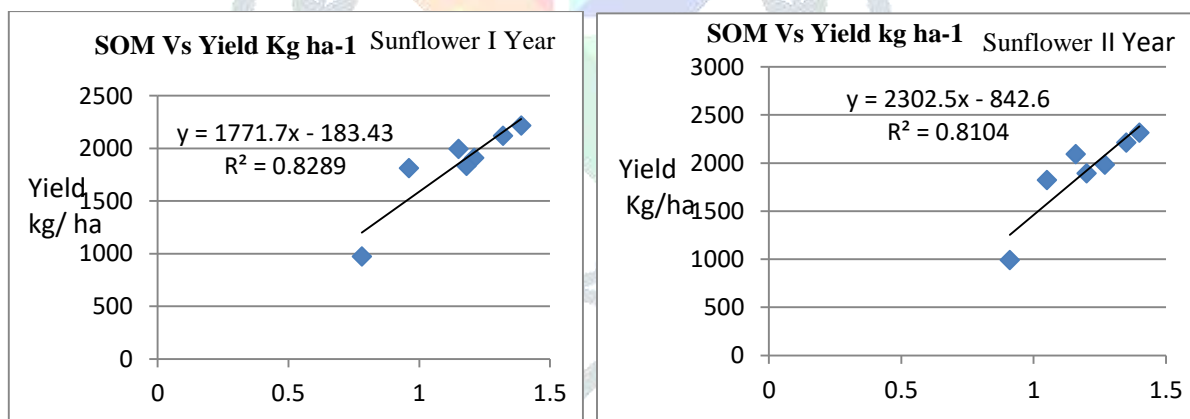 SOM Vs Yield Kg ha-1 Sunflower I Year
2500
2000
1500
1000
500
0
0 0.5 1 1.5
Yield
kg/ ha
y = 1771.7x - 183.43
R² = 0.8289
SOM Vs Yield kg ha-1 Sunflower II Year
3000
2500
2000
1500
1000
500
0
0 0.5 1 1.5
Yield
Kg/ha
y = 2302.5x - 842.6
R² = 0.8104